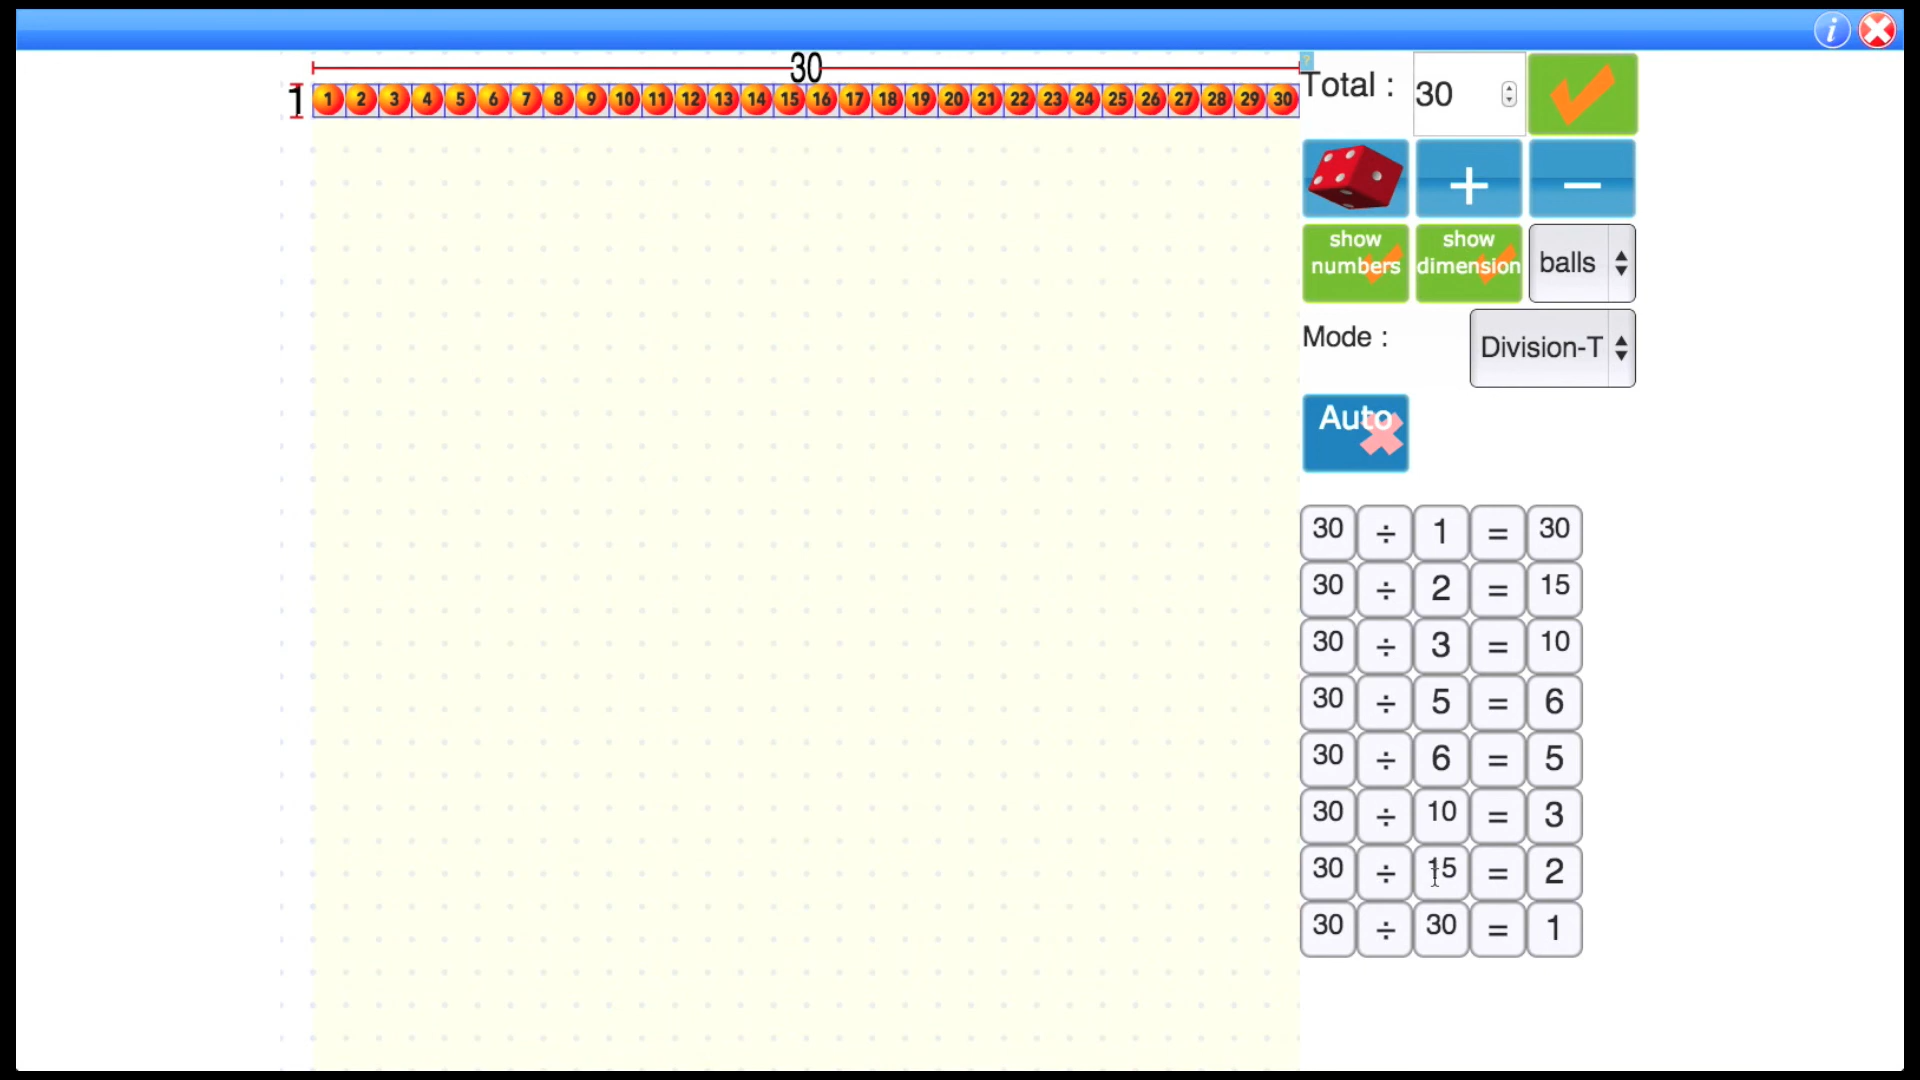 i
30
?
Total : 30
1 1 2 3 4 5 6 7 8 9 10 11 12 13 14 15 16 17 18 19 20 21 22 23 24 25 26 27 28 29 30
+ −
show numbers
show dimension
balls
Mode : Division-T
Auto
30 ÷ 1 = 30
30 ÷ 2 = 15
30 ÷ 3 = 10
30 ÷ 5 = 6
30 ÷ 6 = 5
30 ÷ 10 = 3
30 ÷ 15 = 2
30 ÷ 30 = 1